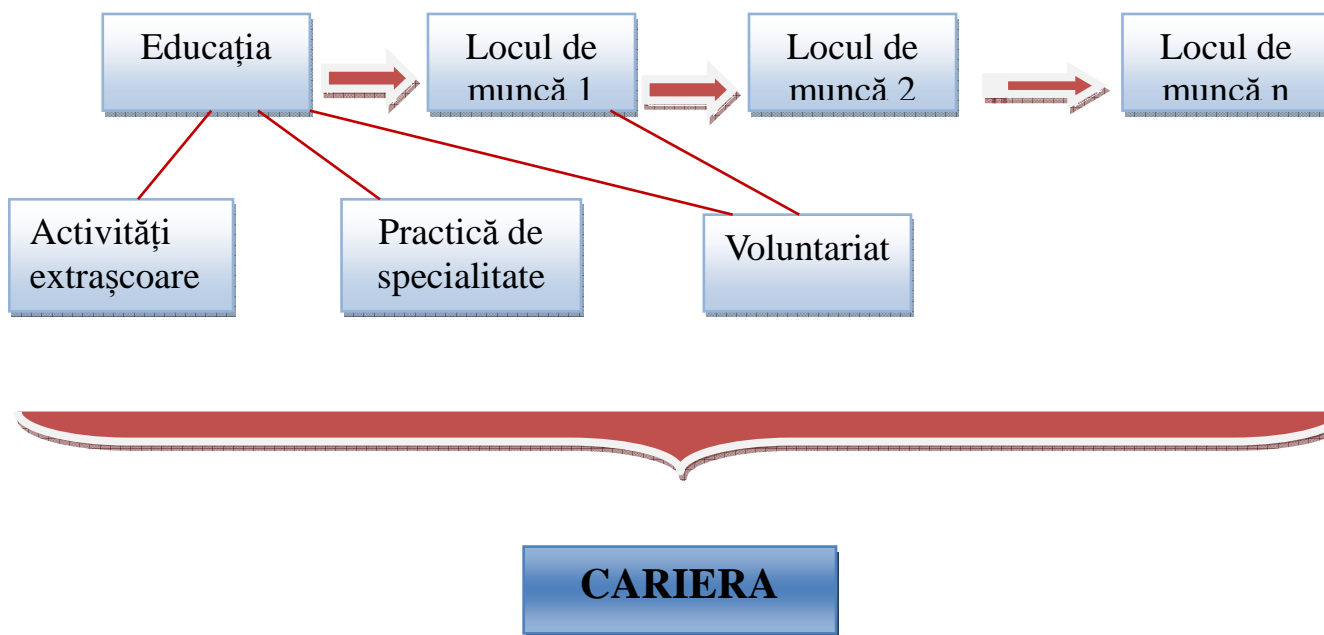 Educația
Locul de
muncă 1
Locul de
muncă 2
Locul de
muncă n
Activități
extrașcoare
Practică de
specialitate
Voluntariat
CARIERA